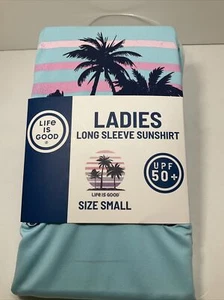 LIFE IS GOOD
®
LADIES
LONG SLEEVE SUNSHIRT
LIFE IS GOOD
SIZE SMALL
UPF
50+